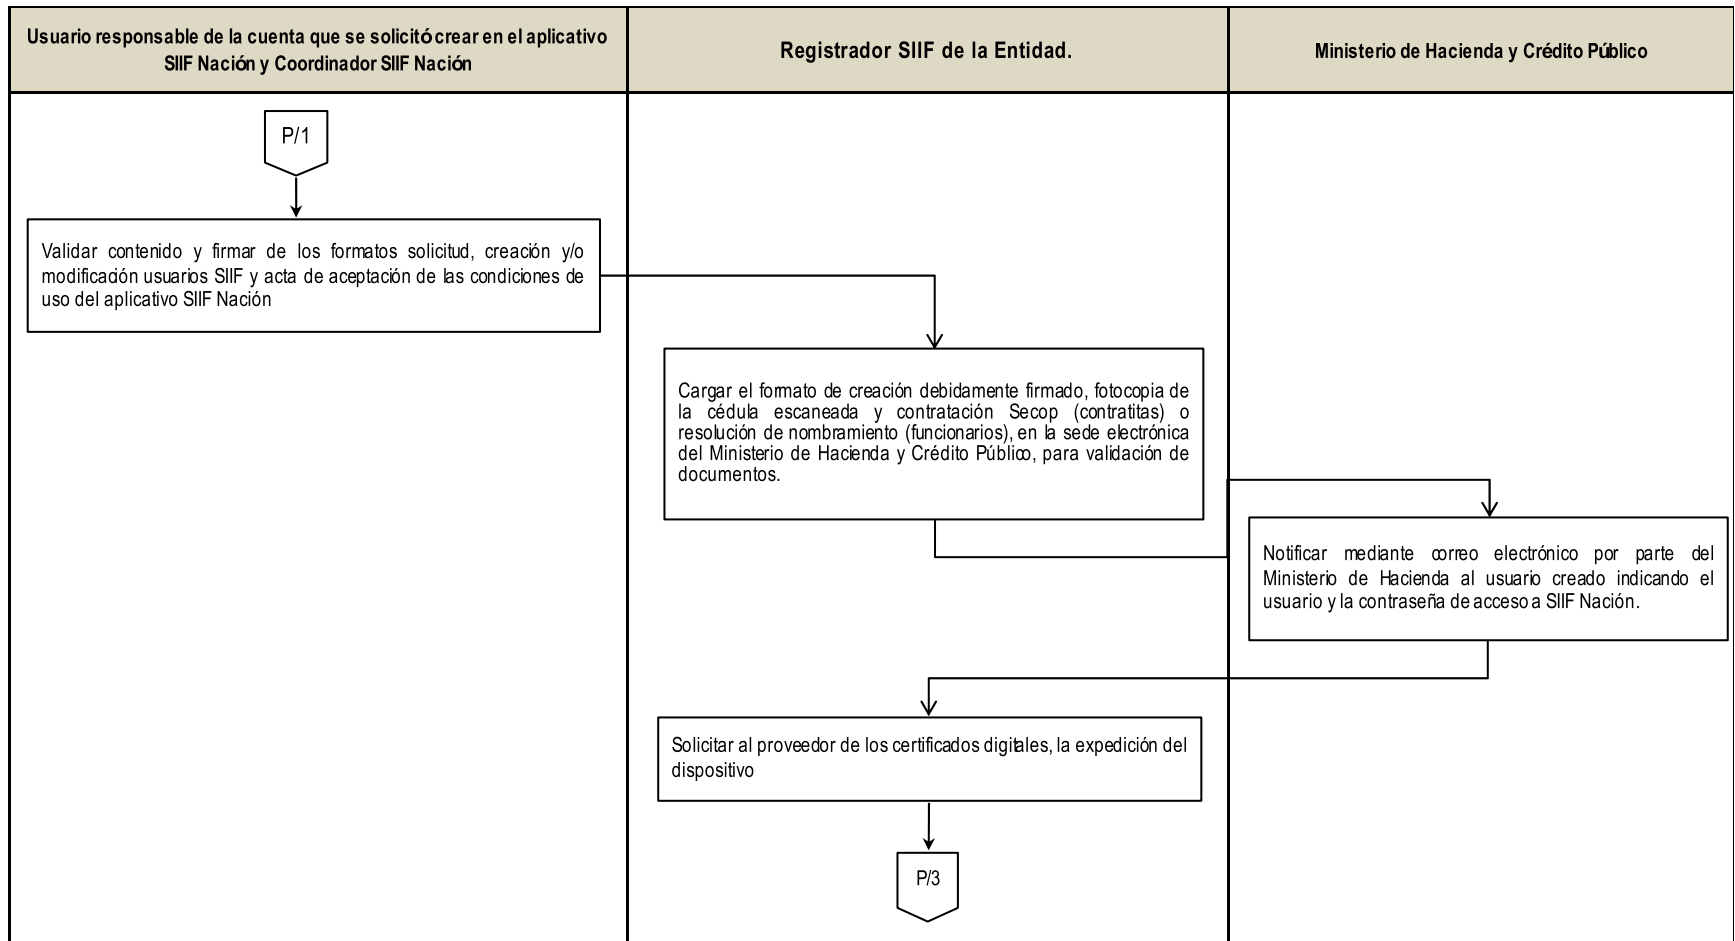 Usuario responsable de la cuenta que se solicitó crear en el aplicativo
SIIF Nación y Coordinador SIIF Nación
Registrador SIIF de la Entidad.
Ministerio de Hacienda y Crédito Público
P/1
Validar contenido y firmar de los formatos solicitud, creación y/o
modificación usuarios SIIF y acta de aceptación de las condiciones de
uso del aplicativo SIIF Nación
Cargar el formato de creación debidamente firmado, fotocopia de
la cédula escaneada y contratación Secop (contratitas) o
resolución de nombramiento (funcionarios), en la sede electrónica
del Ministerio de Hacienda y Crédito Público, para validación de
documentos.
Notificar mediante correo electrónico por parte del
Ministerio de Hacienda al usuario creado indicando el
usuario y la contraseña de acceso a SIIF Nación.
Solicitar al proveedor de los certificados digitales, la expedición del
dispositivo
P/3